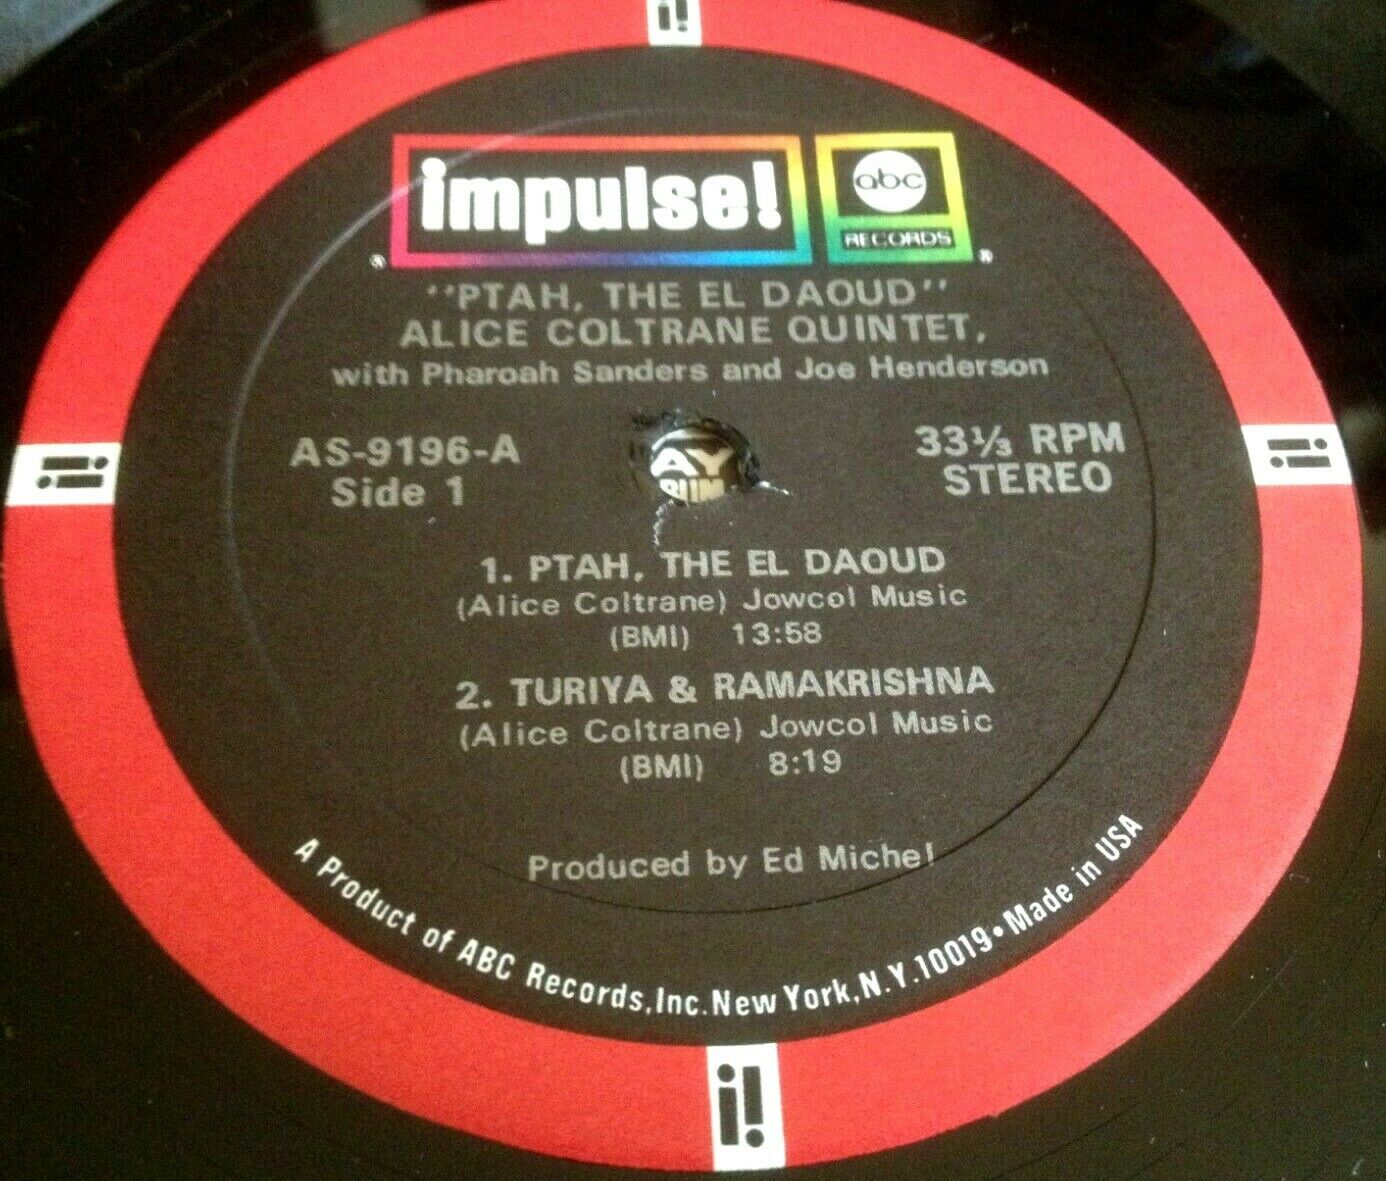 impulse!
abc
RECORDS
® ®
"PTAH, THE EL DAOUD"
ALICE COLTRANE QUINTET,
with Pharoah Sanders and Joe Henderson
AS-9196-A
Side 1
33⅓ RPM
STEREO
1. PTAH, THE EL DAOUD
(Alice Coltrane) Jowcol Music
(BMI) 13:58
2. TURIYA & RAMAKRISHNA
(Alice Coltrane) Jowcol Music
(BMI) 8:19
Produced by Ed Michel
A Product of ABC Records, Inc. New York, N.Y. 10019 • Made in USA